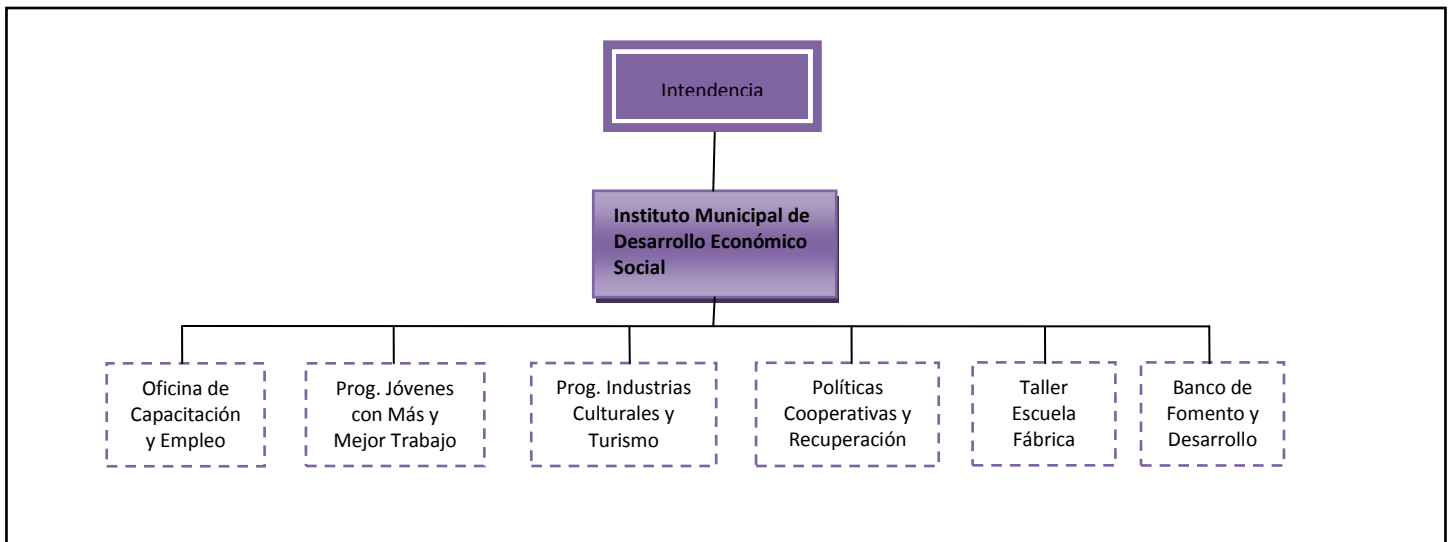 Intendencia
Instituto Municipal de
Desarrollo Económico
Social
Oficina de
Capacitación
y Empleo
Prog. Jóvenes
con Más y
Mejor Trabajo
Prog. Industrias
Culturales y
Turismo
Políticas
Cooperativas y
Recuperación
Taller
Escuela
Fábrica
Banco de
Fomento y
Desarrollo